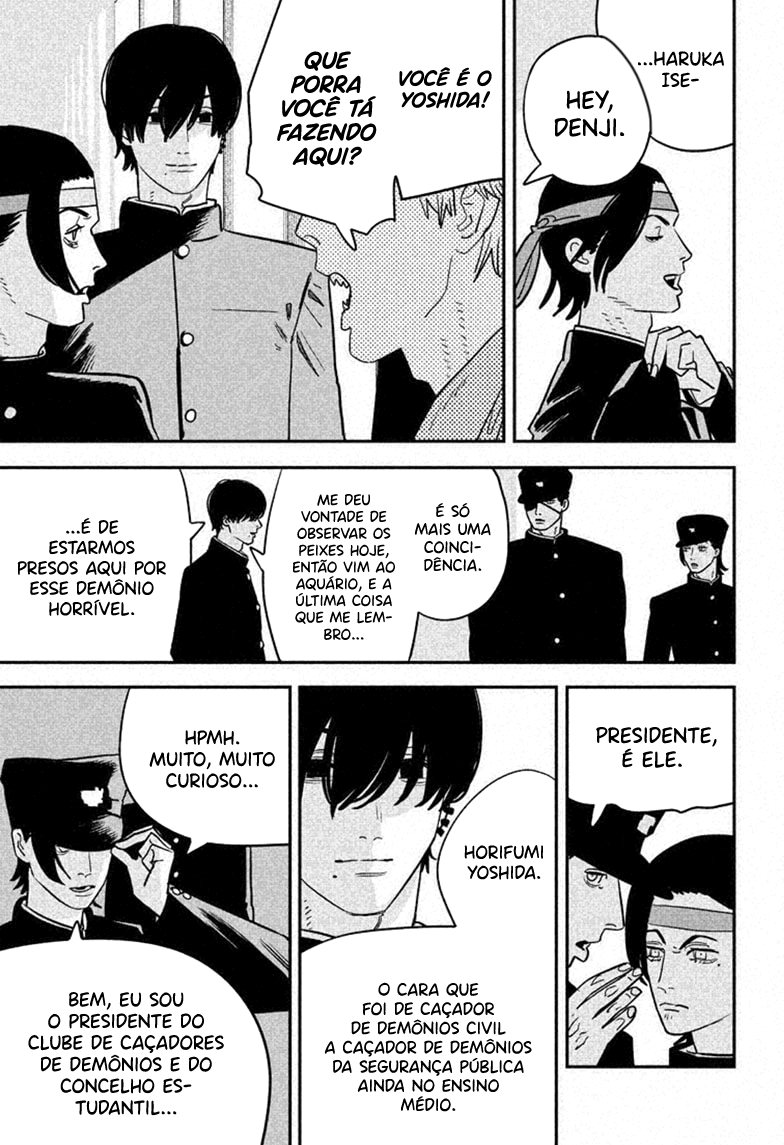 ...HARUKA
ISE-
HEY,
DENJI.
VOCÊ É O
YOSHIDA!
QUE
PORRA
VOCÊ TÁ
FAZENDO
AQUI?
É SÓ
MAIS UMA
COINCI-
DÊNCIA.
ME DEU
VONTADE DE
OBSERVAR OS
PEIXES HOJE,
ENTÃO VIM AO
AQUÁRIO, E A
ÚLTIMA COISA
QUE ME LEM-
BRO...
...É DE
ESTARMOS
PRESOS AQUI POR
ESSE DEMÔNIO
HORRÍVEL.
PRESIDENTE,
É ELE.
HORIFUMI
YOSHIDA.
O CARA QUE
FOI DE CAÇADOR
DE DEMÔNIOS CIVIL
A CAÇADOR DE DEMÔNIOS
DA SEGURANÇA PÚBLICA
AINDA NO ENSINO
MÉDIO.
HPMH.
MUITO, MUITO
CURIOSO...
BEM, EU SOU
O PRESIDENTE DO
CLUBE DE CAÇADORES
DE DEMÔNIOS E DO
CONCELHO ES-
TUDANTIL...